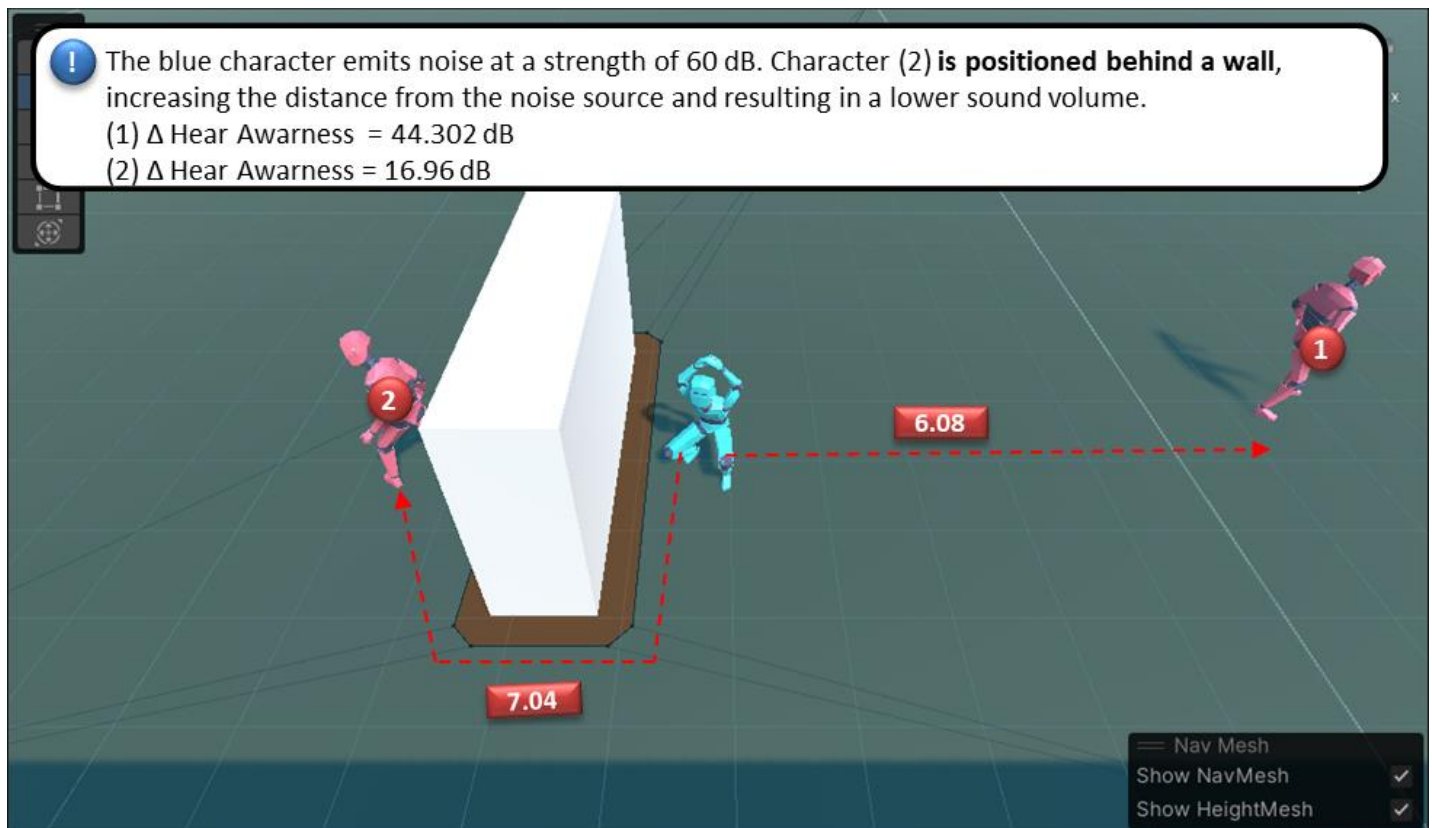 !
The blue character emits noise at a strength of 60 dB. Character (2) is positioned behind a wall,
increasing the distance from the noise source and resulting in a lower sound volume.
(1) Δ Hear Awarness = 44.302 dB
(2) Δ Hear Awarness = 16.96 dB
x
1
2
6.08
7.04
Nav Mesh
Show NavMesh
Show HeightMesh